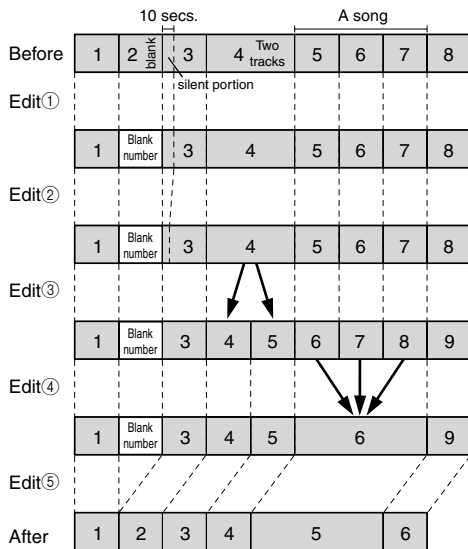 10 secs. A song
Before 1 2 blank 3 4 Two tracks 5 6 7 8
silent portion
Edit①
1 Blank number 3 4 5 6 7 8
Edit②
1 Blank number 3 4 5 6 7 8
Edit③
1 Blank number 3 4 5 6 7 8 9
Edit④
1 Blank number 3 4 5 6 9
Edit⑤
After 1 2 3 4 5 6